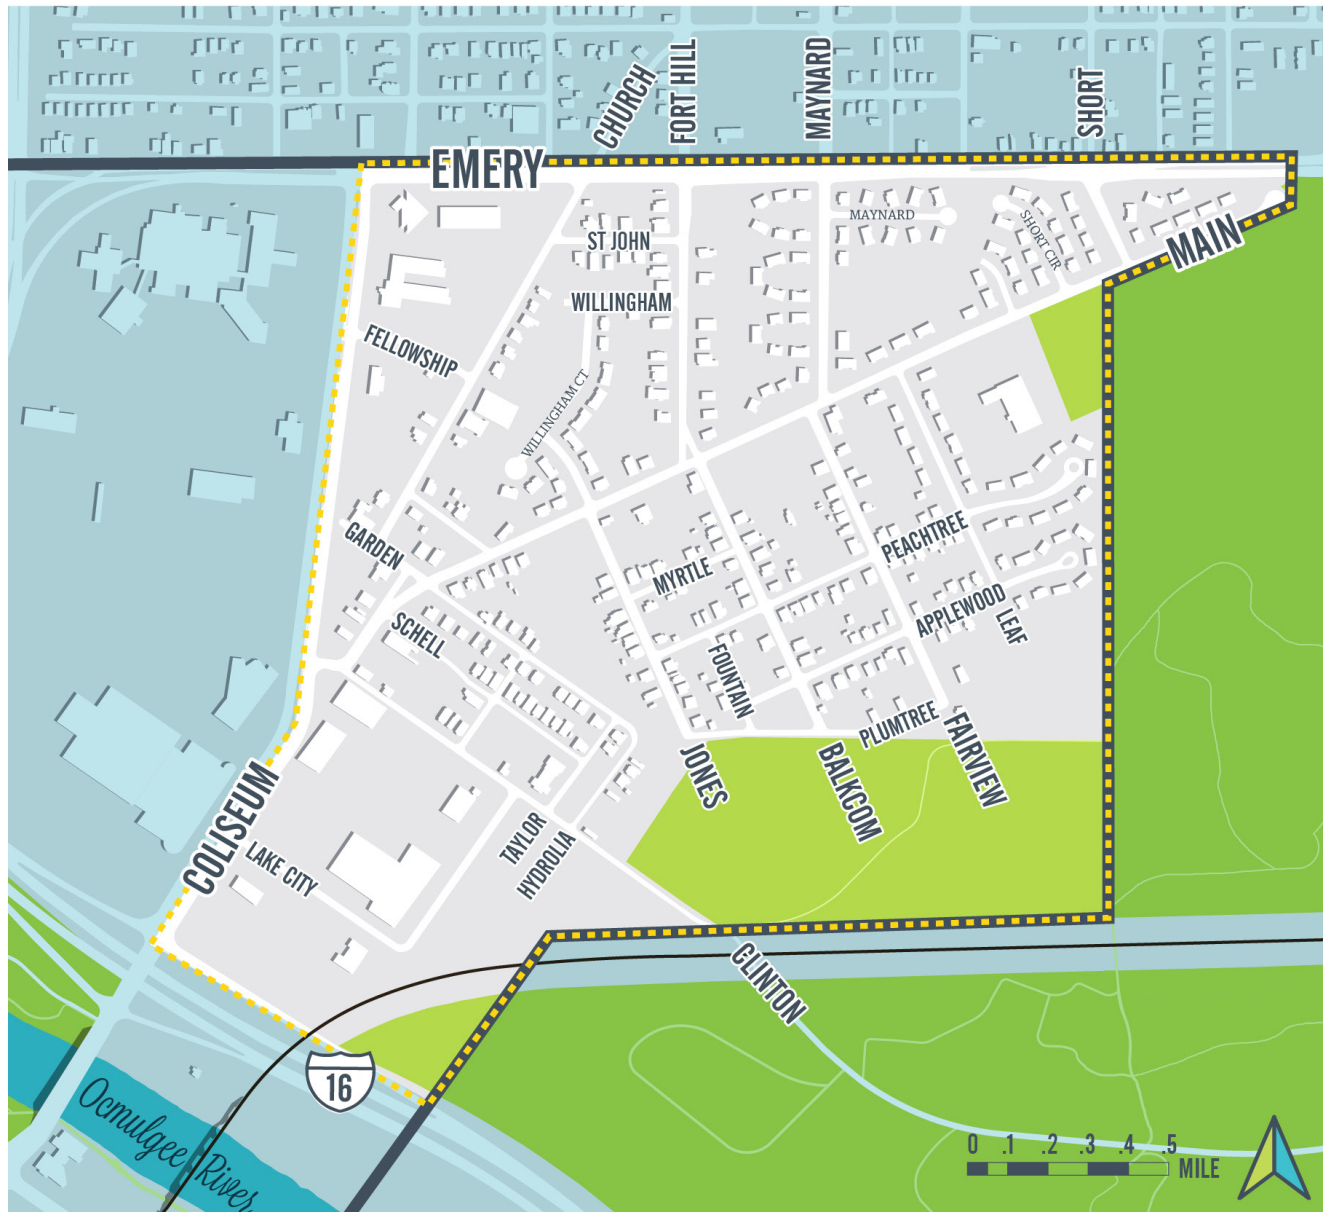 CHURCH
FORT HILL
MAYNARD
SHORT
EMERY
MAYNARD
SHORT CIR
MAIN
ST JOHN
WILLINGHAM
FELLOWSHIP
WILLINGHAM CT
GARDEN
PEACHTREE
MYRTLE
APPLEWOOD
LEAF
SCHELL
FOUNTAIN
PLUMTREE
FAIRVIEW
JONES
BALKCOM
COLISEUM
TAYLOR
HYDROLIA
LAKE CITY
CLINTON
16
Ocmulgee River
0 .1 .2 .3 .4 .5
MILE